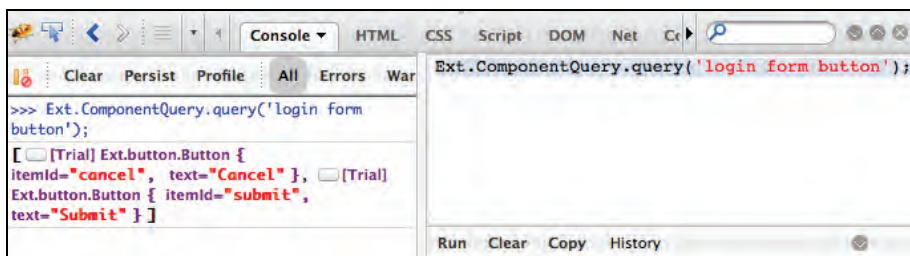 Console ▾ HTML CSS Script DOM Net
Clear Persist Profile All Errors War
Ext.ComponentQuery.query('login form button');
>>> Ext.ComponentQuery.query('login form
button');
[ [Trial] Ext.button.Button {
itemId="cancel", text="Cancel" }, [Trial]
Ext.button.Button { itemId="submit",
text="Submit" } ]
Run Clear Copy History